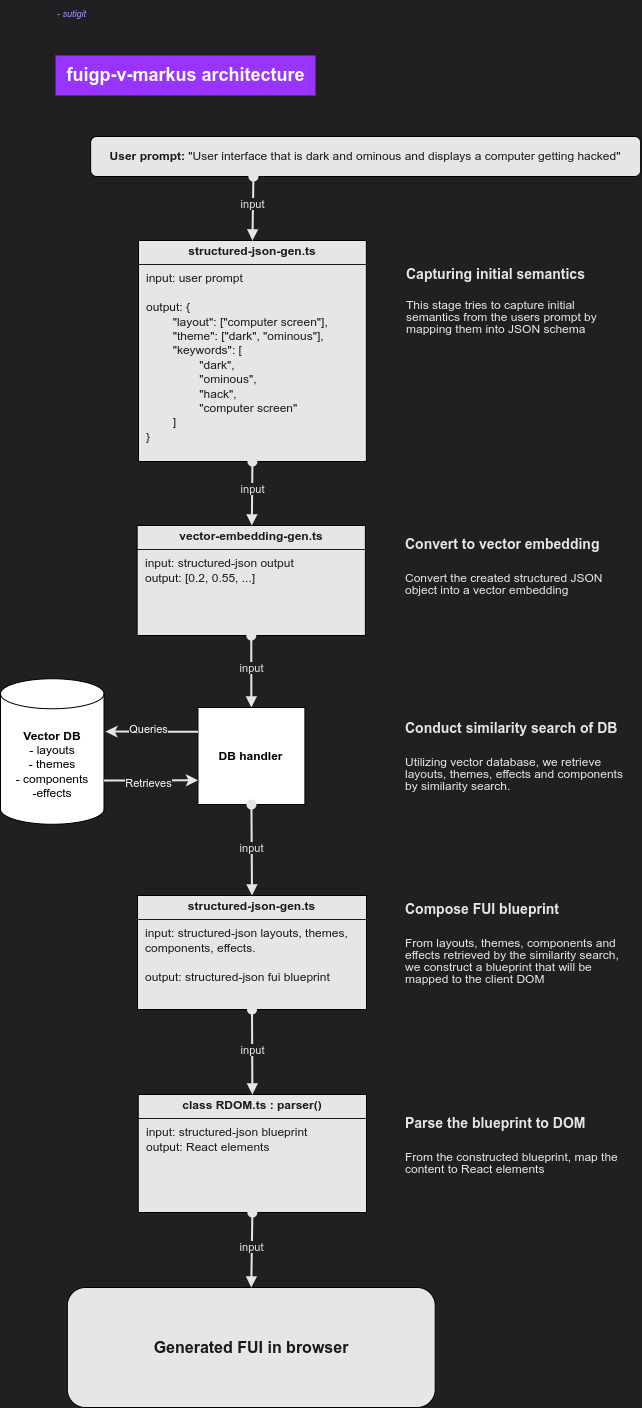 - sutigit
fuigp-v-markus architecture
User prompt: "User interface that is dark and ominous and displays a computer getting hacked"
input
structured-json-gen.ts
input: user prompt
output: {
"layout": ["computer screen"],
"theme": ["dark", "ominous"],
"keywords": [
"dark",
"ominous",
"hack",
"computer screen"
]
}
Capturing initial semantics
This stage tries to capture initial
semantics from the users prompt by
mapping them into JSON schema
input
vector-embedding-gen.ts
input: structured-json output
output: [0.2, 0.55, ...]
Convert to vector embedding
Convert the created structured JSON
object into a vector embedding
input
Vector DB
- layouts
- themes
- components
-effects
Queries
Retrieves
DB handler
Conduct similarity search of DB
Utilizing vector database, we retrieve
layouts, themes, effects and components
by similarity search.
input
structured-json-gen.ts
input: structured-json layouts, themes,
components, effects.
output: structured-json fui blueprint
Compose FUI blueprint
From layouts, themes, components and
effects retrieved by the similarity search,
we construct a blueprint that will be
mapped to the client DOM
input
class RDOM.ts : parser()
input: structured-json blueprint
output: React elements
Parse the blueprint to DOM
From the constructed blueprint, map the
content to React elements
input
Generated FUI in browser